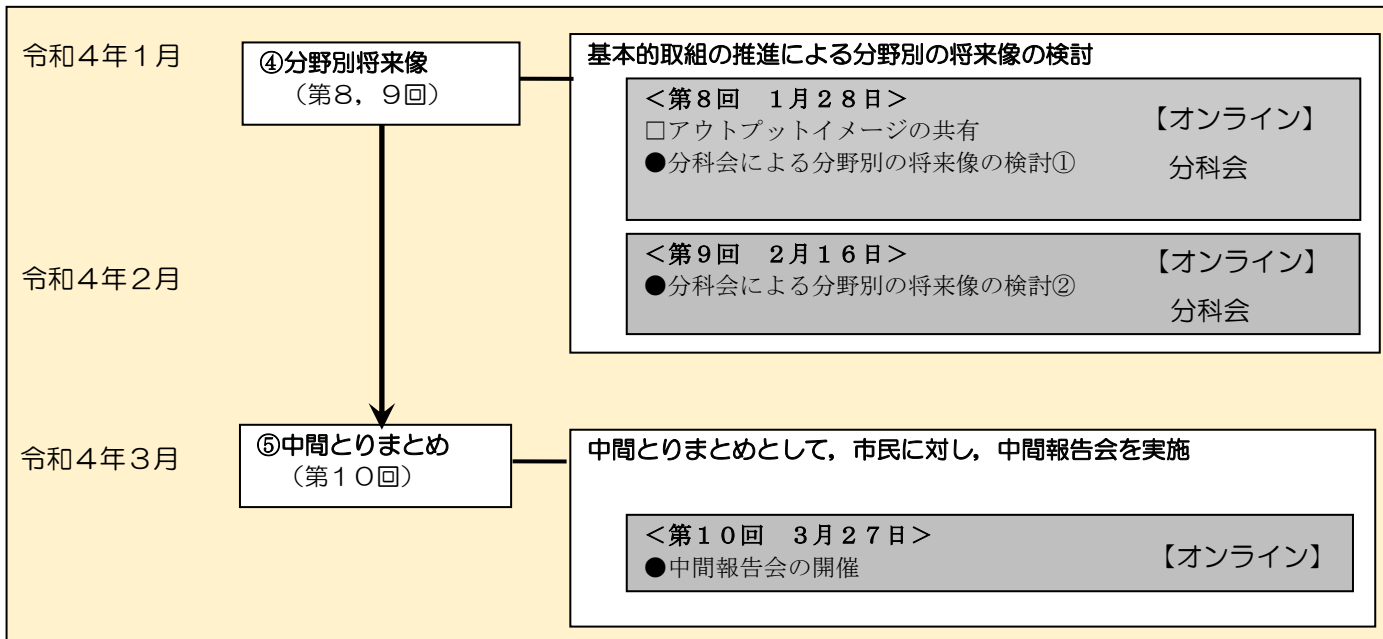 令和４年１月
④分野別将来像
（第８，９回）
基本的取組の推進による分野別の将来像の検討
＜第８回　１月２８日＞
□アウトプットイメージの共有
●分科会による分野別の将来像の検討①
【オンライン】
分科会
令和４年２月
＜第９回　２月１６日＞
●分科会による分野別の将来像の検討②
【オンライン】
分科会
令和４年３月
⑤中間とりまとめ
（第１０回）
中間とりまとめとして，市民に対し，中間報告会を実施
＜第１０回　３月２７日＞
●中間報告会の開催
【オンライン】